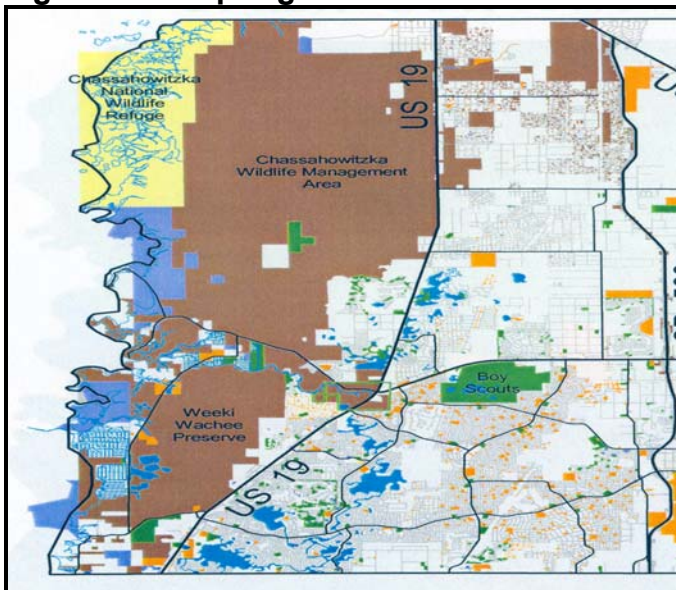 Chassahowitzka
National
Wildlife
Refuge
US 19
Chassahowitzka
Wildlife Management
Area
Boy
Scouts
Weeki
Wachee
Preserve
US 19